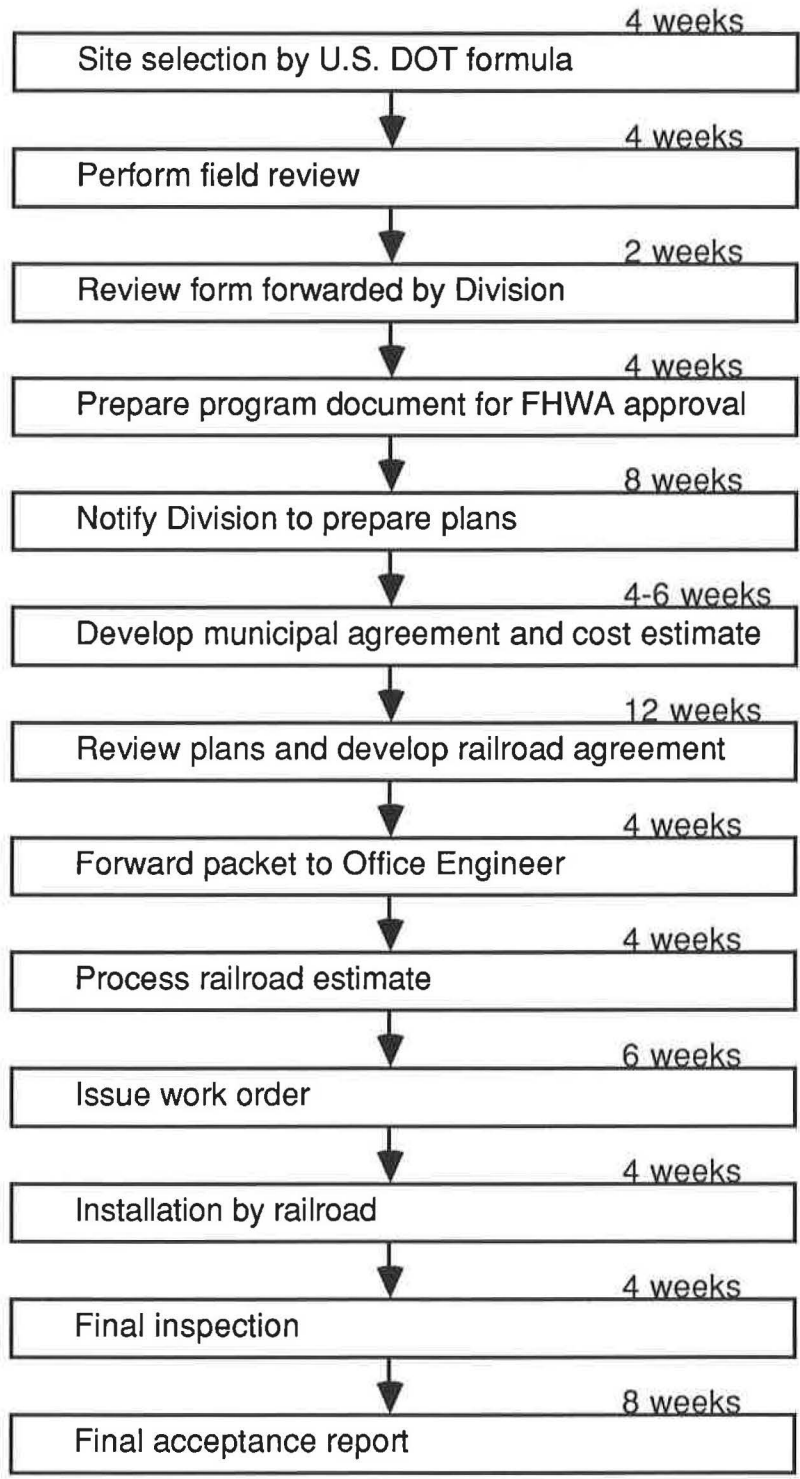 4 weeks
Site selection by U.S. DOT formula
4 weeks
Perform field review
2 weeks
Review form forwarded by Division
4 weeks
Prepare program document for FHWA approval
8 weeks
Notify Division to prepare plans
4-6 weeks
Develop municipal agreement and cost estimate
12 weeks
Review plans and develop railroad agreement
4 weeks
Forward packet to Office Engineer
4 weeks
Process railroad estimate
6 weeks
Issue work order
4 weeks
Installation by railroad
4 weeks
Final inspection
8 weeks
Final acceptance report